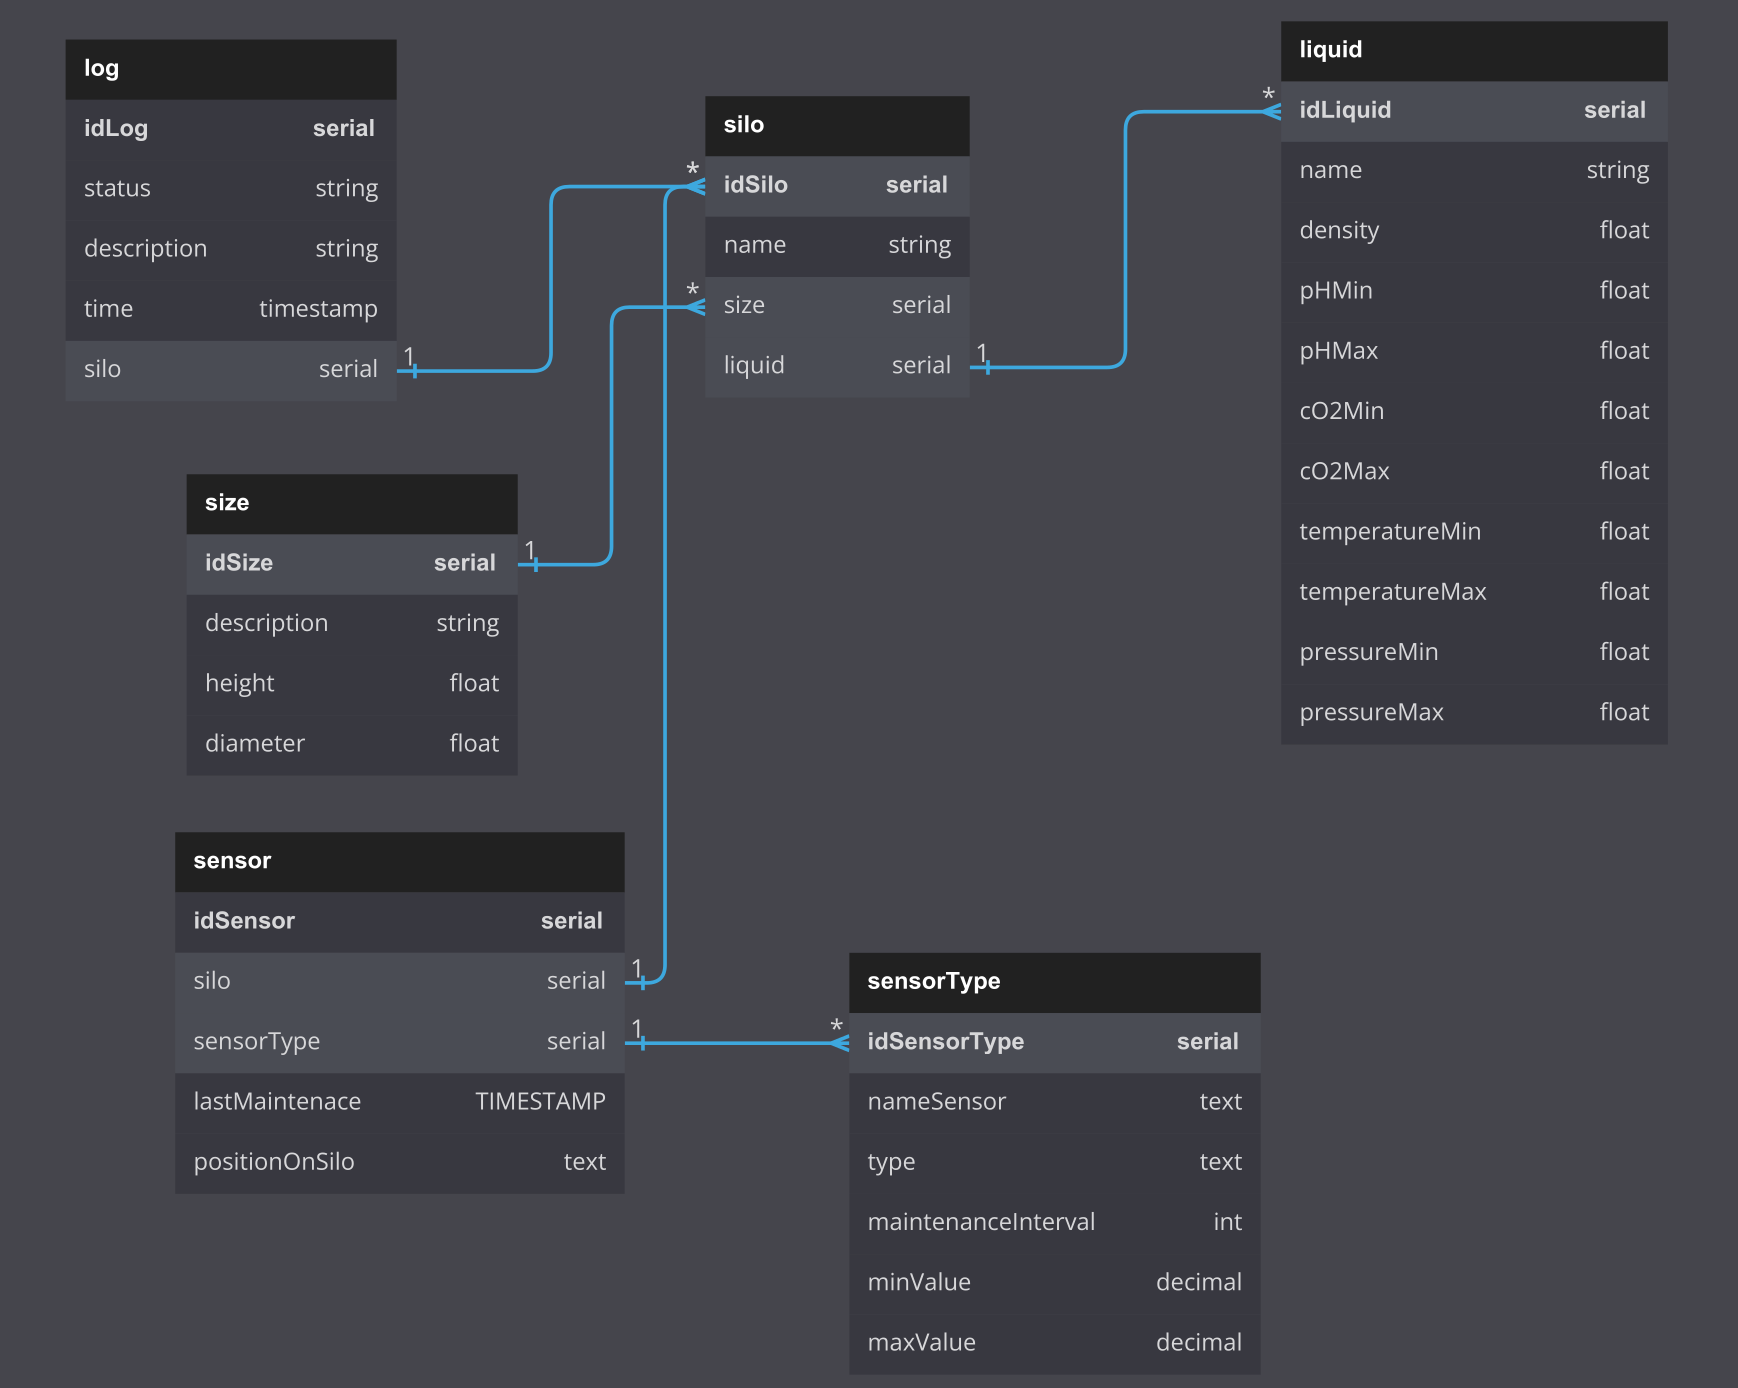 log
idLog serial
status string
description string
time timestamp
silo serial
1
*
silo
idSilo serial
name string
*
size serial
liquid serial
1
*
liquid
idLiquid serial
name string
density float
pHMin float
pHMax float
cO2Min float
cO2Max float
temperatureMin float
temperatureMax float
pressureMin float
pressureMax float
size
idSize serial
1
description string
height float
diameter float
sensor
idSensor serial
silo serial
1
sensorType serial
1
lastMaintenace TIMESTAMP
positionOnSilo text
*
sensorType
idSensorType serial
nameSensor text
type text
maintenanceInterval int
minValue decimal
maxValue decimal